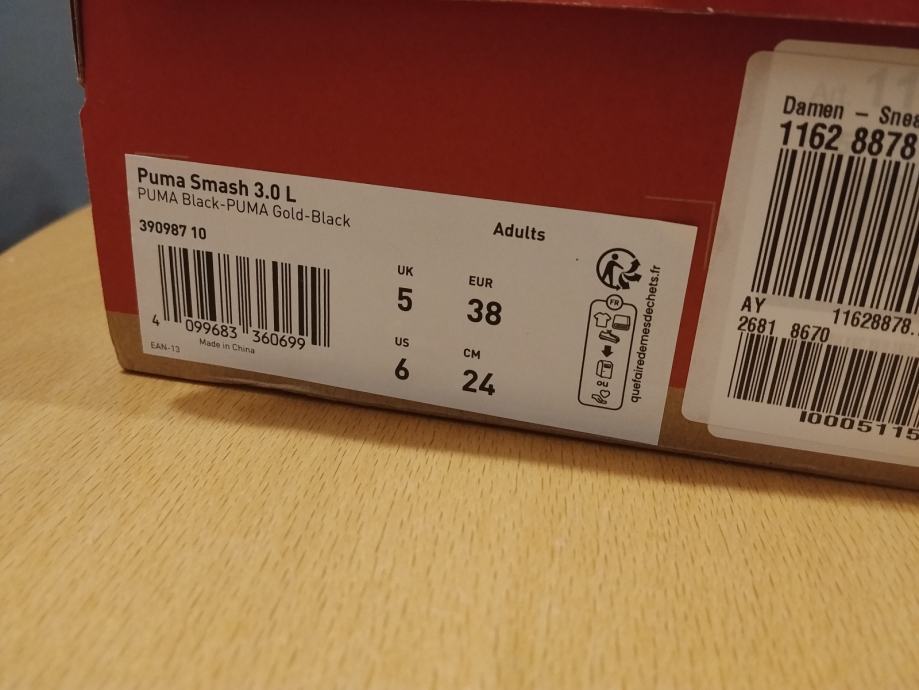 Puma Smash 3.0 L
PUMA Black-PUMA Gold-Black
390987 10
Adults
UK
5
EUR
38
US
6
CM
24
4 099683 360699
EAN-13
Made in China
FR
OU
quefairedemesdechets.fr
Damen - Snea
1162 8878
AY
11628878.
2681 8670
10005115